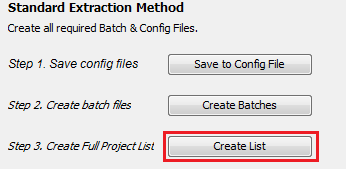 Standard Extraction Method
Create all required Batch & Config Files.
Step 1. Save config files Save to Config File
Step 2. Create batch files Create Batches
Step 3. Create Full Project List Create List